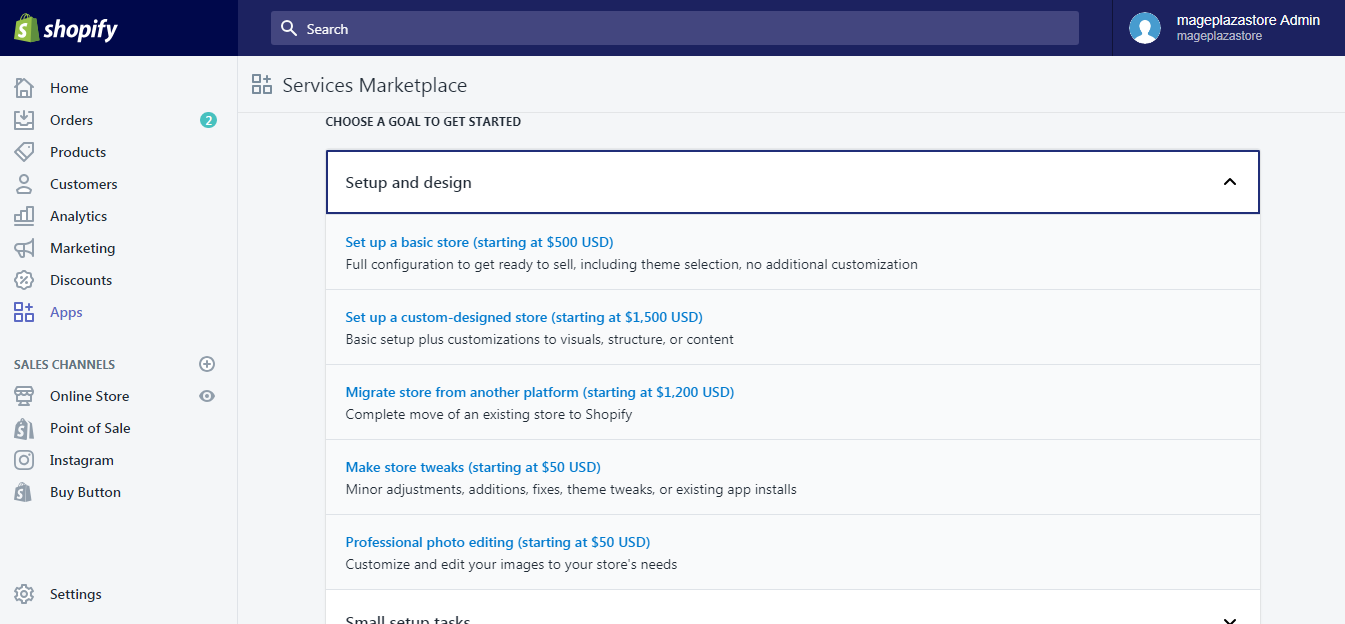 shopify
Search
mageplazastore Admin
mageplazastore
Home
Orders
2
Products
Customers
Analytics
Marketing
Discounts
Apps
SALES CHANNELS
Online Store
Point of Sale
Instagram
Buy Button
Settings
Services Marketplace
CHOOSE A GOAL TO GET STARTED
Setup and design
Set up a basic store (starting at $500 USD)
Full configuration to get ready to sell, including theme selection, no additional customization
Set up a custom-designed store (starting at $1,500 USD)
Basic setup plus customizations to visuals, structure, or content
Migrate store from another platform (starting at $1,200 USD)
Complete move of an existing store to Shopify
Make store tweaks (starting at $50 USD)
Minor adjustments, additions, fixes, theme tweaks, or existing app installs
Professional photo editing (starting at $50 USD)
Customize and edit your images to your store's needs
Small setup tasks